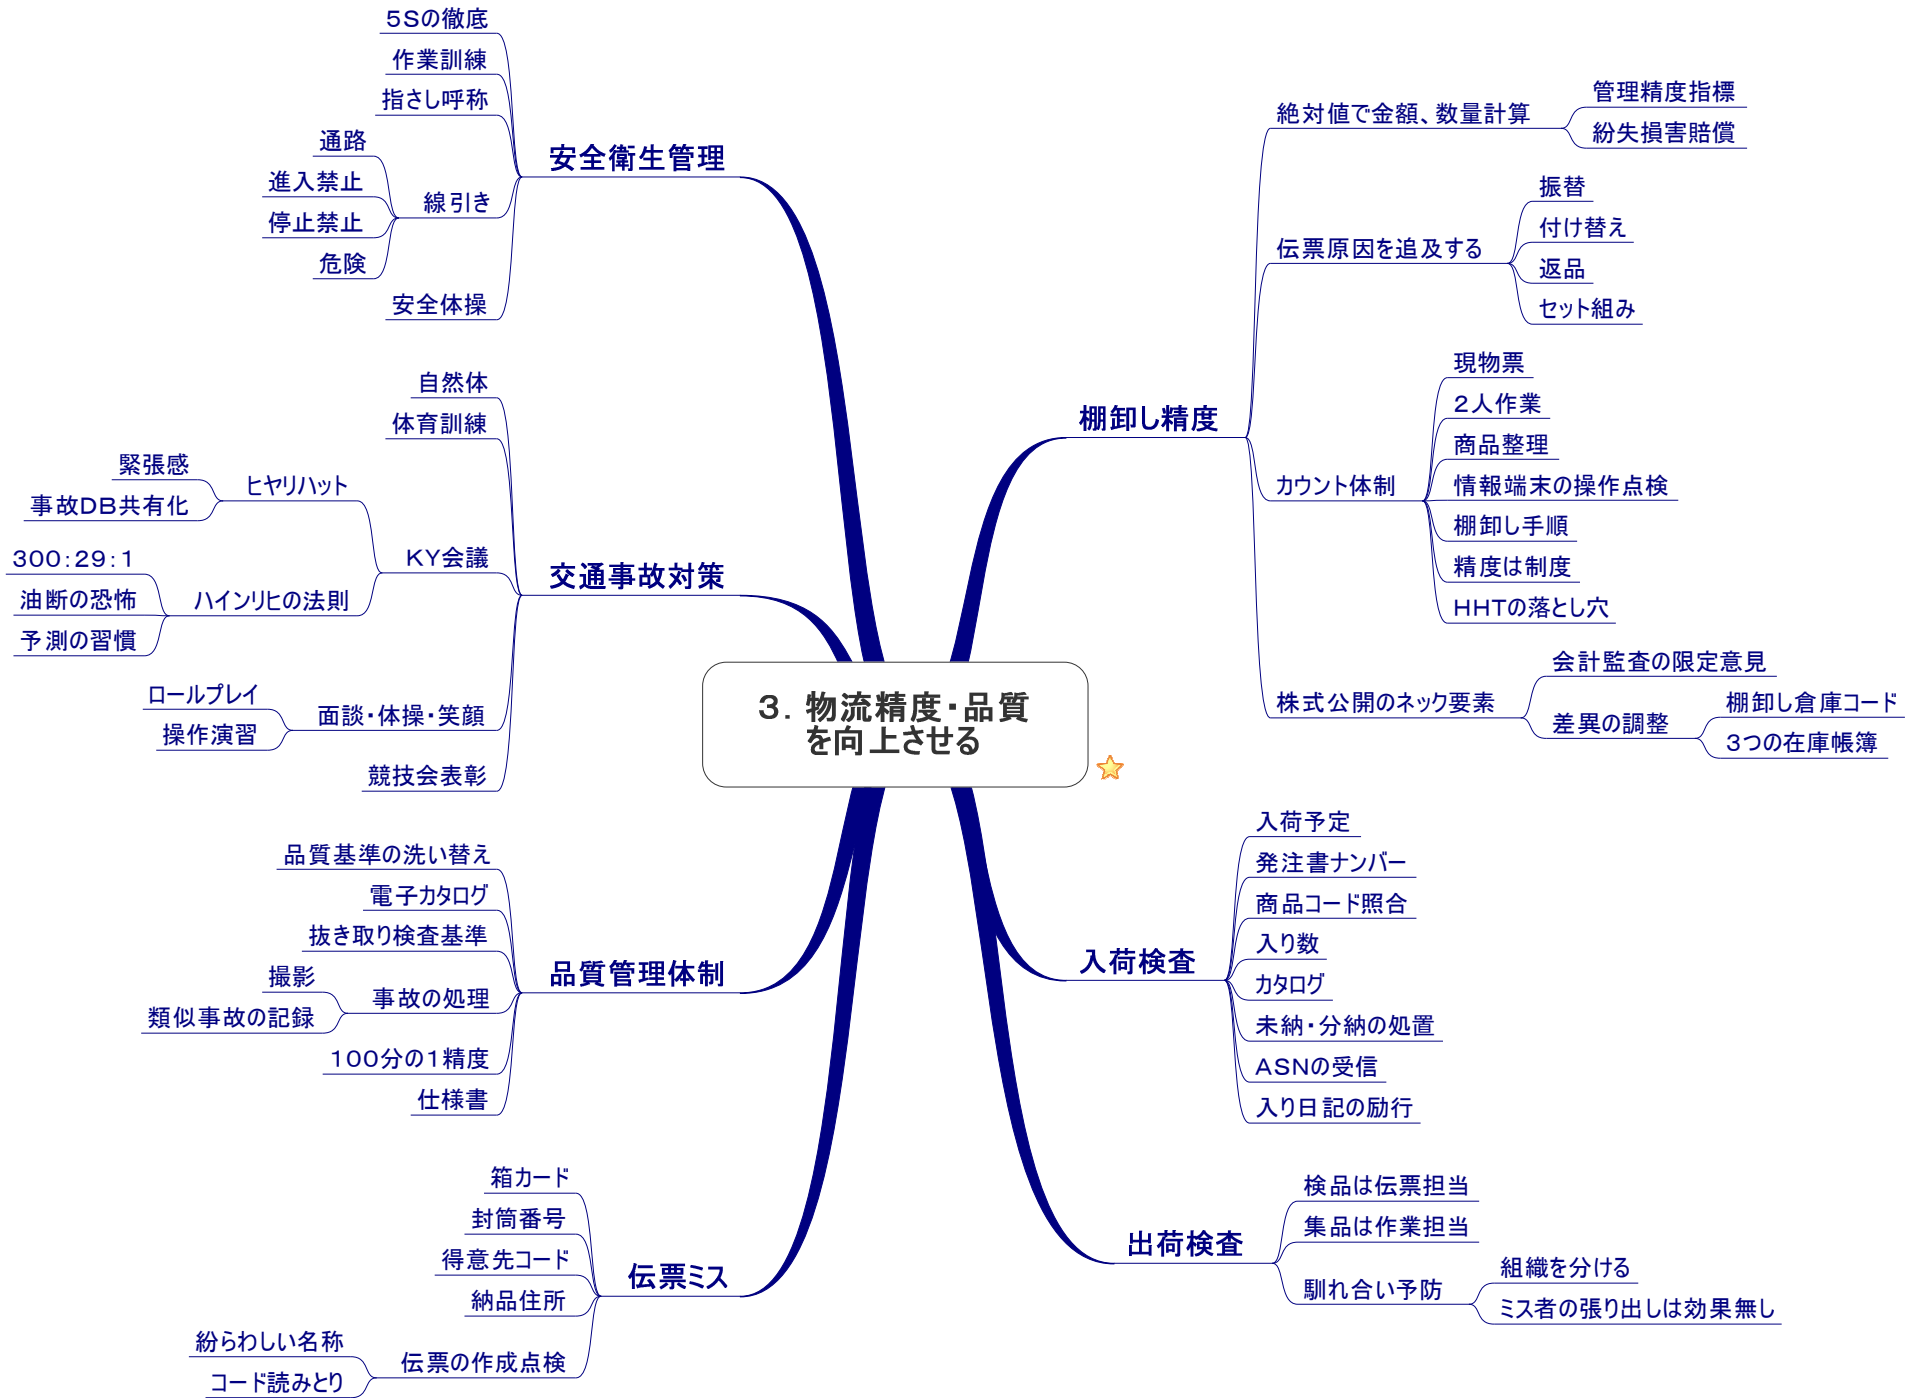 ３．物流精度・品質
を向上させる
安全衛生管理
５Sの徹底
作業訓練
指さし呼称
線引き
通路
進入禁止
停止禁止
危険
安全体操
交通事故対策
自然体
体育訓練
KY会議
ヒヤリハット
緊張感
事故DB共有化
ハインリヒの法則
３００：２９：１
油断の恐怖
予測の習慣
面談・体操・笑顔
ロールプレイ
操作演習
競技会表彰
品質管理体制
品質基準の洗い替え
電子カタログ
抜き取り検査基準
事故の処理
撮影
類似事故の記録
１００分の１精度
仕様書
伝票ミス
箱カード
封筒番号
得意先コード
納品住所
伝票の作成点検
紛らわしい名称
コード読みとり
棚卸し精度
絶対値で金額、数量計算
管理精度指標
紛失損害賠償
伝票原因を追及する
振替
付け替え
返品
セット組み
カウント体制
現物票
２人作業
商品整理
情報端末の操作点検
棚卸し手順
精度は制度
HHTの落とし穴
株式公開のネック要素
会計監査の限定意見
差異の調整
棚卸し倉庫コード
３つの在庫帳簿
入荷検査
入荷予定
発注書ナンバー
商品コード照合
入り数
カタログ
未納・分納の処置
ASNの受信
入り日記の励行
出荷検査
検品は伝票担当
集品は作業担当
馴れ合い予防
組織を分ける
ミス者の張り出しは効果無し